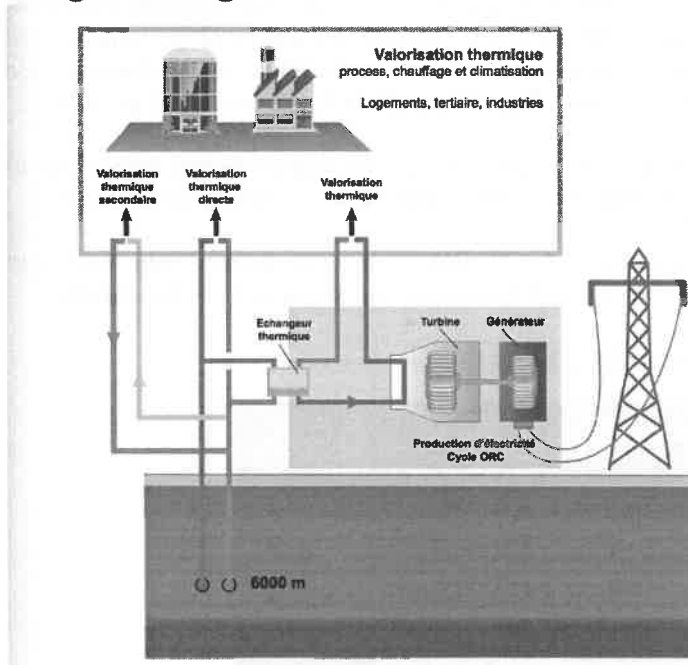 Valorisation thermique
process, chauffage et climatisation
Logements, tertiaire, industries
Valorisation
thermique
secondaire
Valorisation
thermique
directe
Valorisation
thermique
Echangeur
thermique
Turbine
Générateur
Production d'électricité
Cycle ORC
6000 m